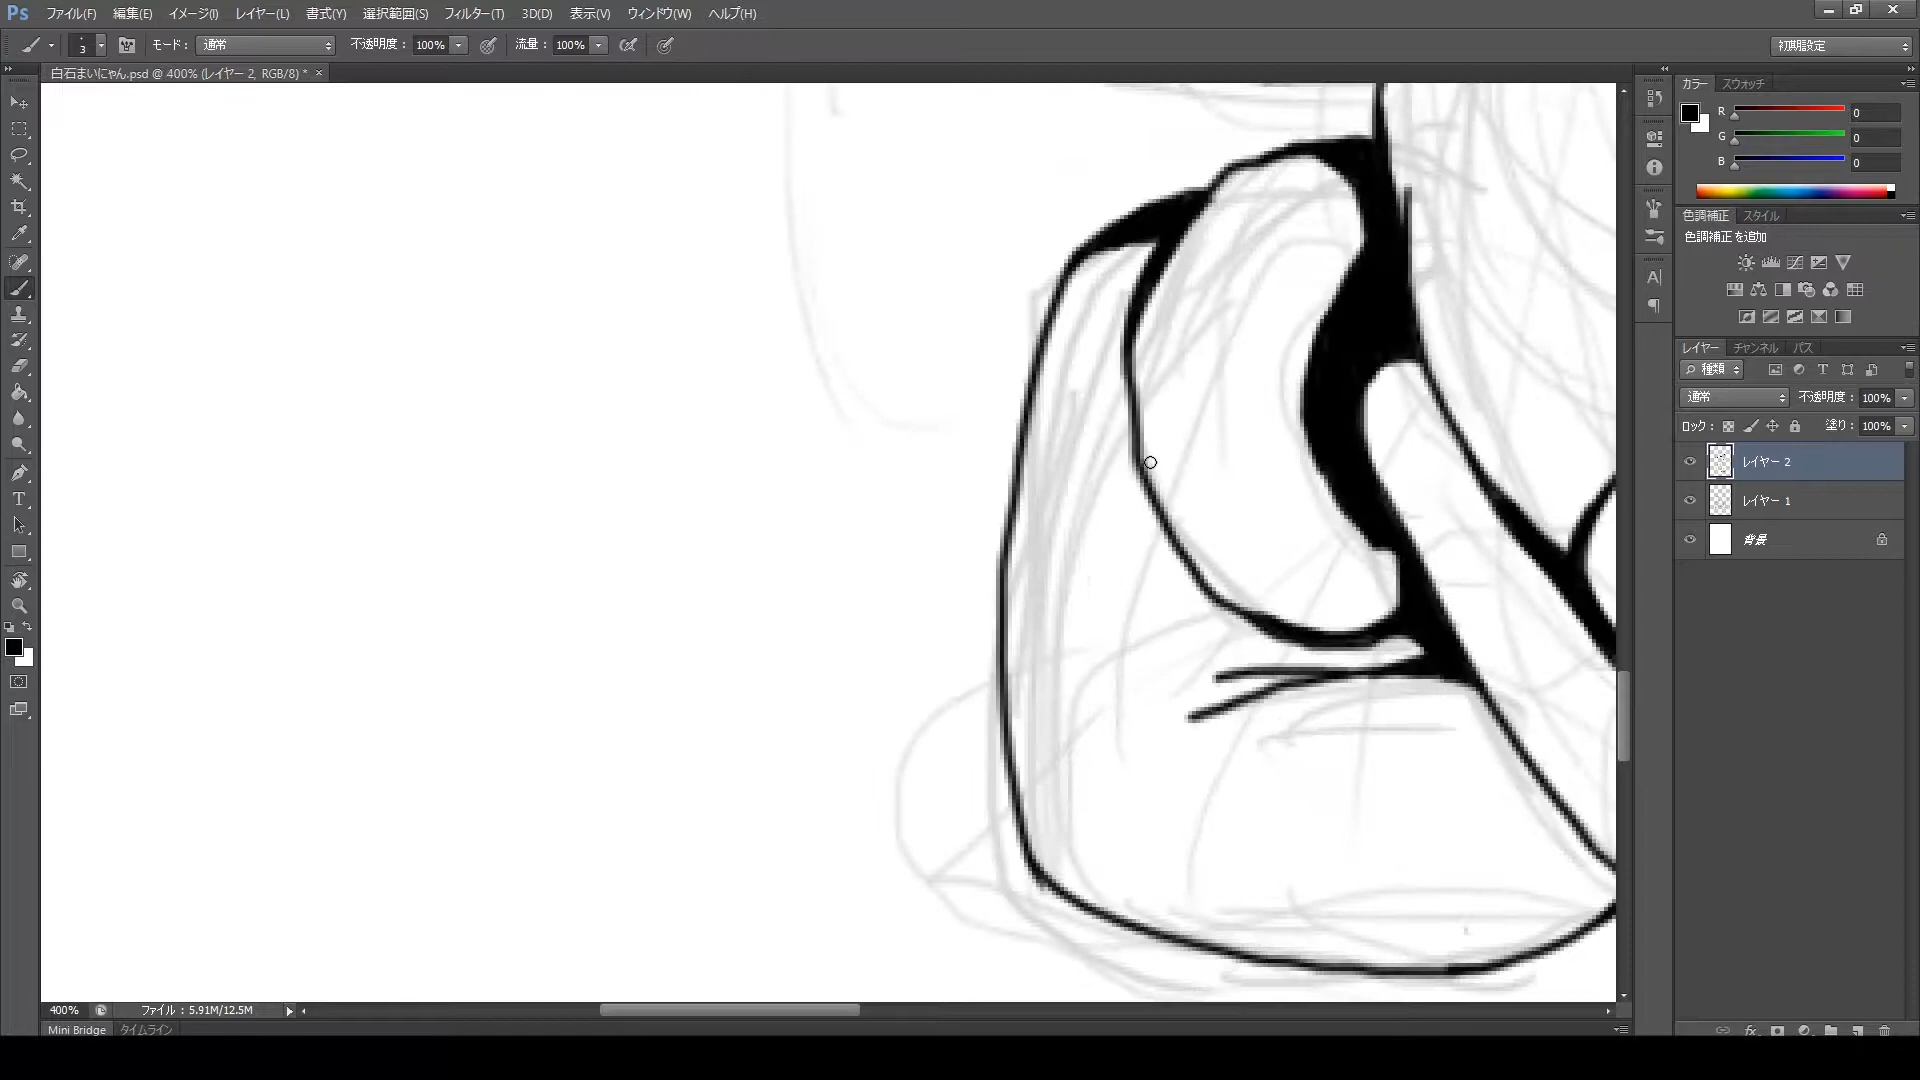 Ps ファイル(F) 編集(E) イメージ(I) レイヤー(L) 書式(Y) 選択範囲(S) フィルター(T) 3D(D) 表示(V) ウィンドウ(W) ヘルプ(H)
3 モード： 通常 不透明度： 100% 流量： 100% 初期設定
白石まいにゃん.psd @ 400% (レイヤー 2, RGB/8) * ×
カラー スウォッチ
R 0
G 0
B 0
色調補正 スタイル
色調補正を追加
レイヤー チャンネル パス
種類
通常 不透明度： 100%
ロック： 塗り： 100%
レイヤー 2
レイヤー 1
背景
400% ファイル：5.91M/12.5M
Mini Bridge タイムライン